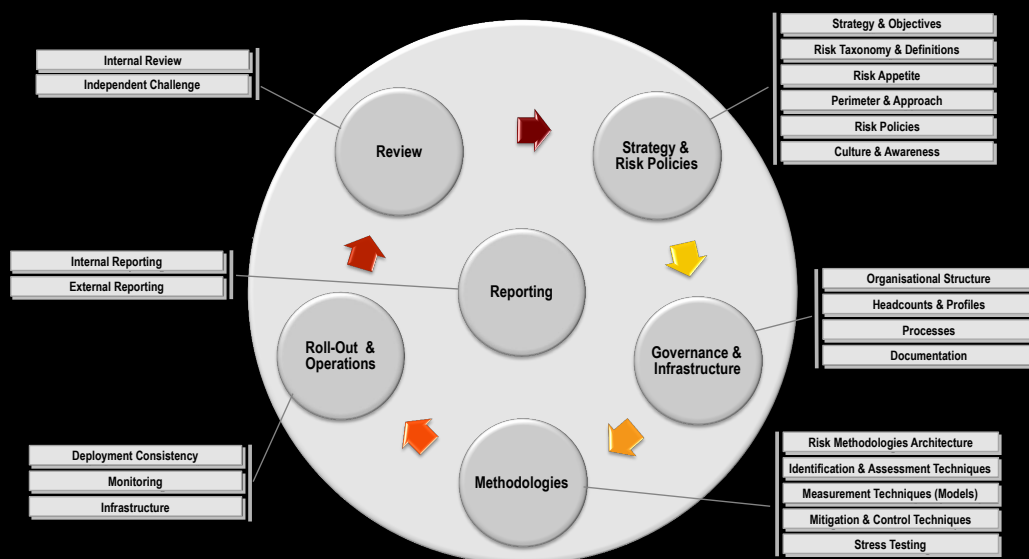 Internal Review
Independent Challenge
Strategy & Objectives
Risk Taxonomy & Definitions
Risk Appetite
Perimeter & Approach
Risk Policies
Culture & Awareness
Review
Strategy &
Risk Policies
Internal Reporting
External Reporting
Reporting
Organisational Structure
Headcounts & Profiles
Processes
Documentation
Roll-Out &
Operations
Governance &
Infrastructure
Deployment Consistency
Monitoring
Infrastructure
Methodologies
Risk Methodologies Architecture
Identification & Assessment Techniques
Measurement Techniques (Models)
Mitigation & Control Techniques
Stress Testing